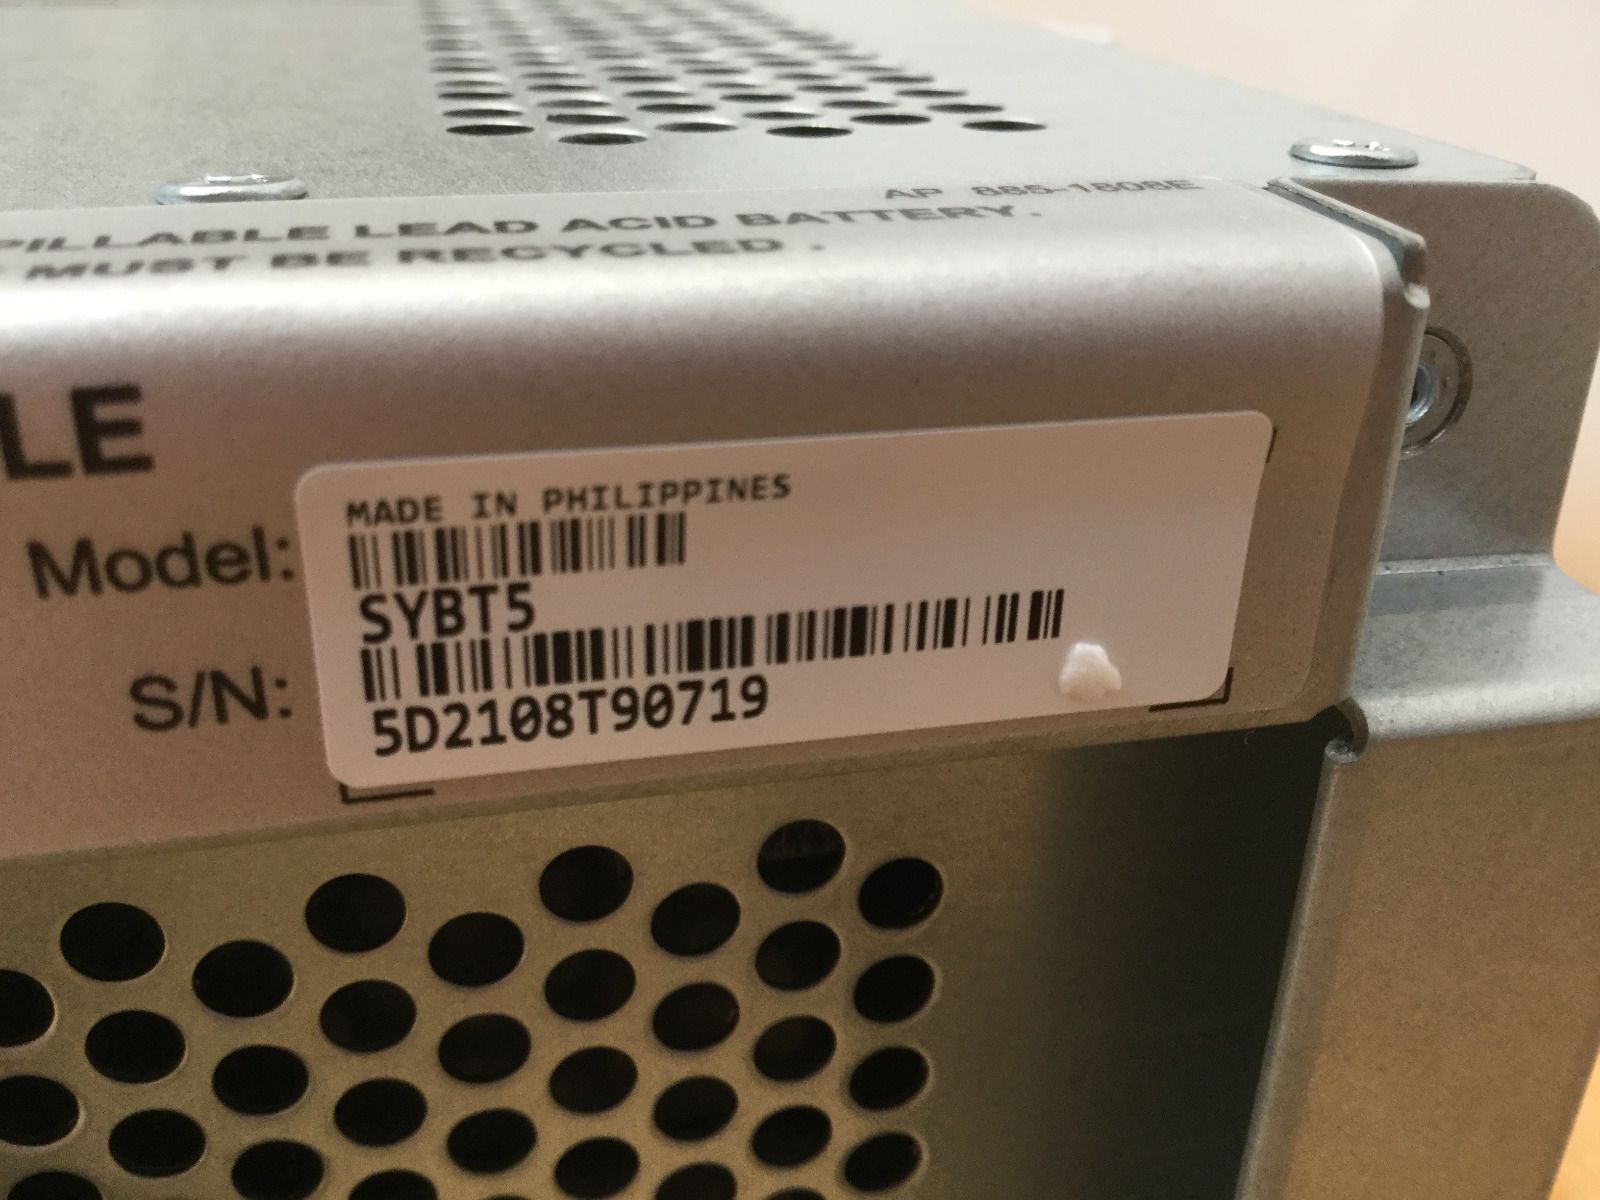 AP 885-1808E
PILLABLE LEAD ACID BATTERY.
MUST BE RECYCLED.
LE
MADE IN PHILIPPINES
Model:
SYBT5
S/N:
5D2108T90719